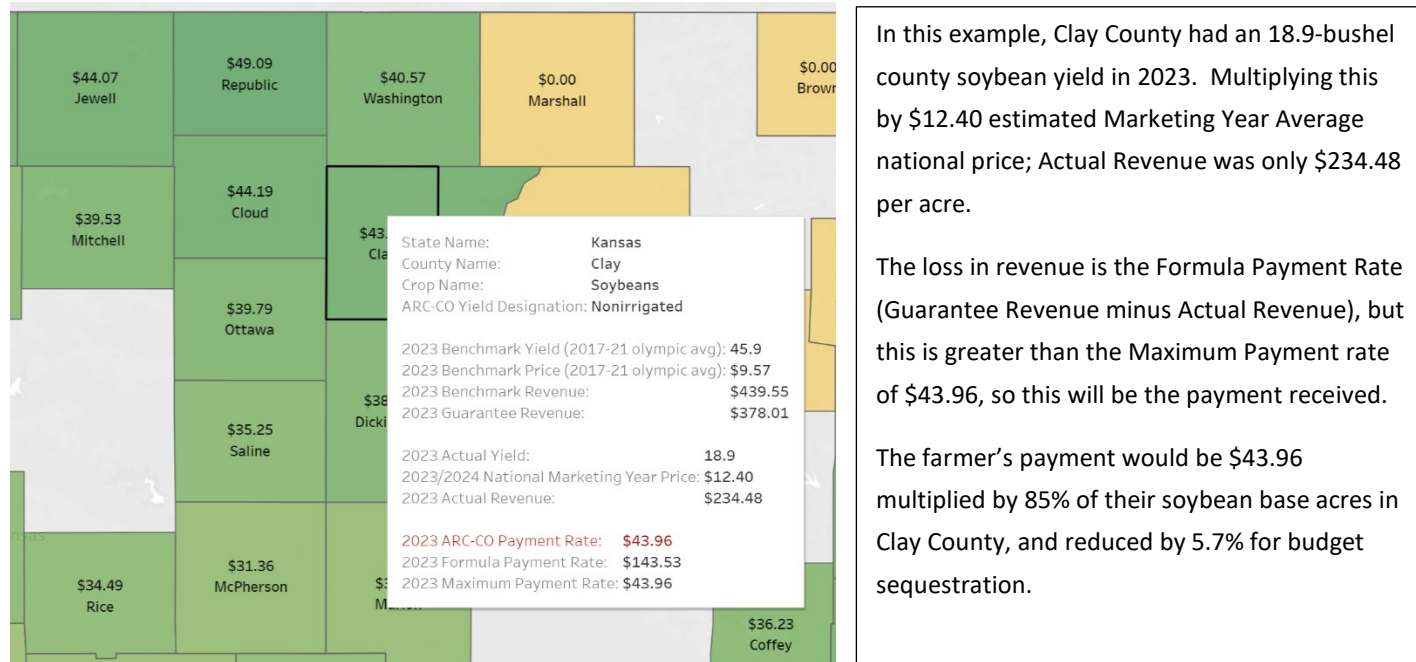 $44.07
Jewell
$49.09
Republic
$40.57
Washington
$0.00
Marshall
$0.00
Brown
$39.53
Mitchell
$44.19
Cloud
$43.
Cla
$39.79
Ottawa
$38
Dicki
$35.25
Saline
$34.49
Rice
$31.36
McPherson
$3
$36.23
Coffey
State Name: Kansas
County Name: Clay
Crop Name: Soybeans
ARC-CO Yield Designation: Nonirrigated
2023 Benchmark Yield (2017-21 olympic avg): 45.9
2023 Benchmark Price (2017-21 olympic avg): $9.57
2023 Benchmark Revenue: $439.55
2023 Guarantee Revenue: $378.01
2023 Actual Yield: 18.9
2023/2024 National Marketing Year Price: $12.40
2023 Actual Revenue: $234.48
2023 ARC-CO Payment Rate: $43.96
2023 Formula Payment Rate: $143.53
2023 Maximum Payment Rate: $43.96
In this example, Clay County had an 18.9-bushel
county soybean yield in 2023. Multiplying this
by $12.40 estimated Marketing Year Average
national price; Actual Revenue was only $234.48
per acre.
The loss in revenue is the Formula Payment Rate
(Guarantee Revenue minus Actual Revenue), but
this is greater than the Maximum Payment rate
of $43.96, so this will be the payment received.
The farmer’s payment would be $43.96
multiplied by 85% of their soybean base acres in
Clay County, and reduced by 5.7% for budget
sequestration.